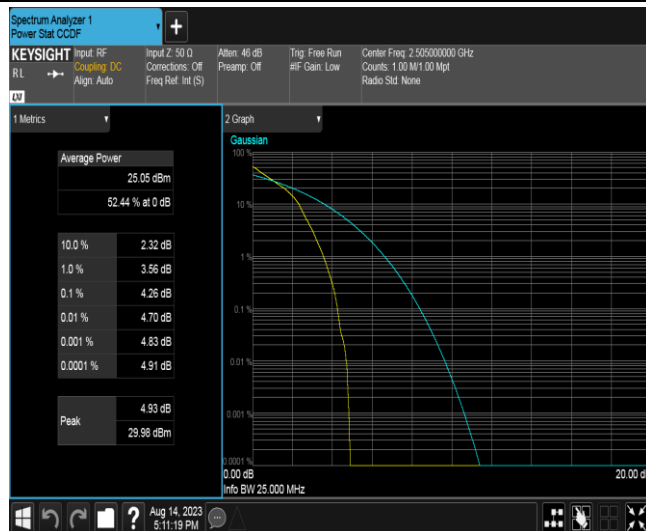 Spectrum Analyzer 1
Power Stat CCDF
+
KEYSIGHT
RL
Input: RF
Coupling: DC
Align: Auto
Input Z: 50 Ω
Corrections: Off
Freq Ref: Int (S)
Atten: 46 dB
Preamp: Off
Trig: Free Run
#IF Gain: Low
Center Freq: 2.505000000 GHz
Counts: 1.00 M/1.00 Mpt
Radio Std: None
1 Metrics
Average Power
25.05 dBm
52.44 % at 0 dB
10.0 % 2.32 dB
1.0 % 3.56 dB
0.1 % 4.26 dB
0.01 % 4.70 dB
0.001 % 4.83 dB
0.0001 % 4.91 dB
Peak
4.93 dB
29.98 dBm
2 Graph
Gaussian
100 %
10 %
1 %
0.1 %
0.01 %
0.001 %
0.0001 %
0.00 dB
20.00 d
Info BW 25.000 MHz
?
Aug 14, 2023
5:11:19 PM